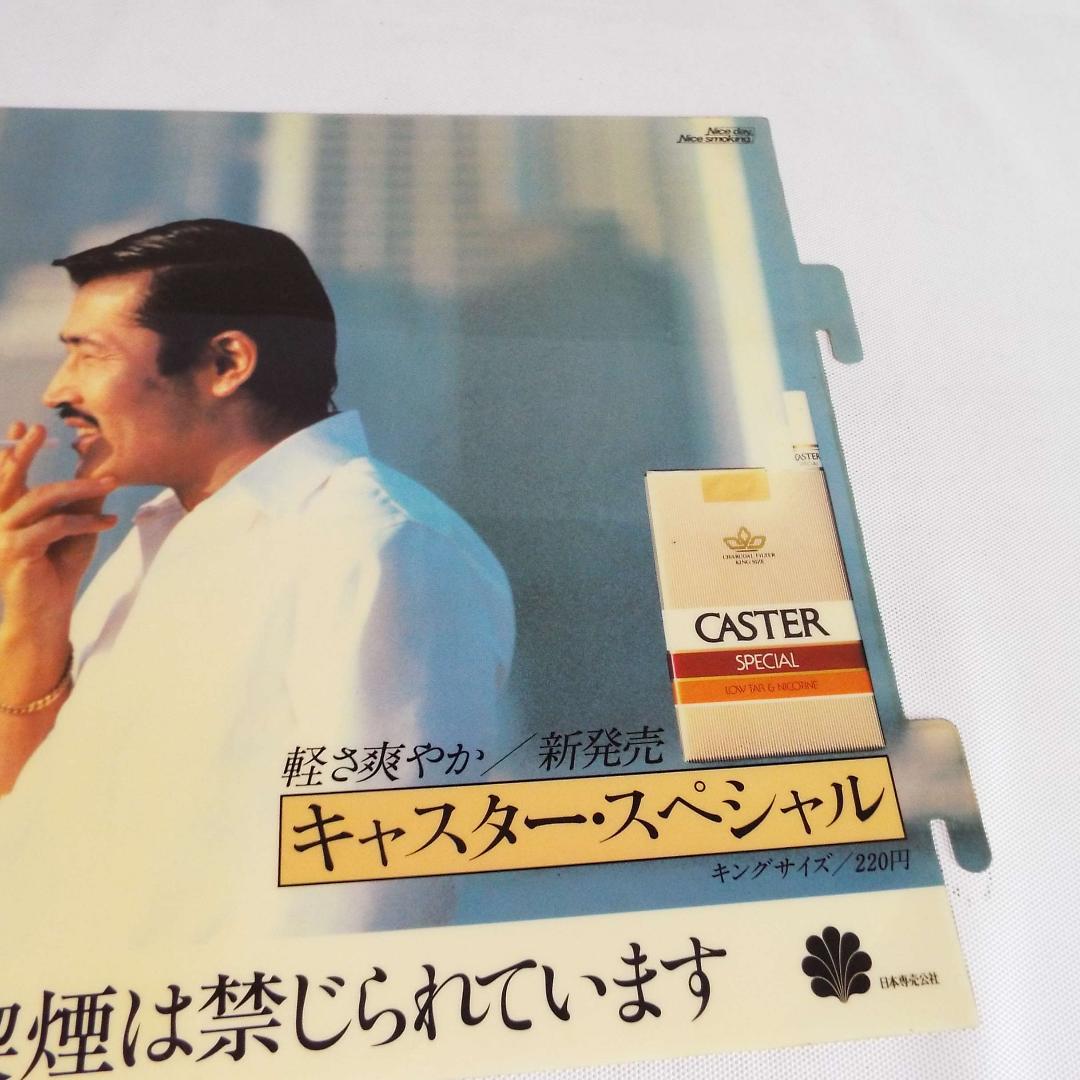 Nice day,
Nice smoking.
CASTER
CHARCOAL FILTER
KING SIZE
CASTER
SPECIAL
LOW TAR & NICOTINE
軽さ爽やか/新発売
キャスター・スペシャル
キングサイズ/220円
喫煙は禁じられています
日本専売公社